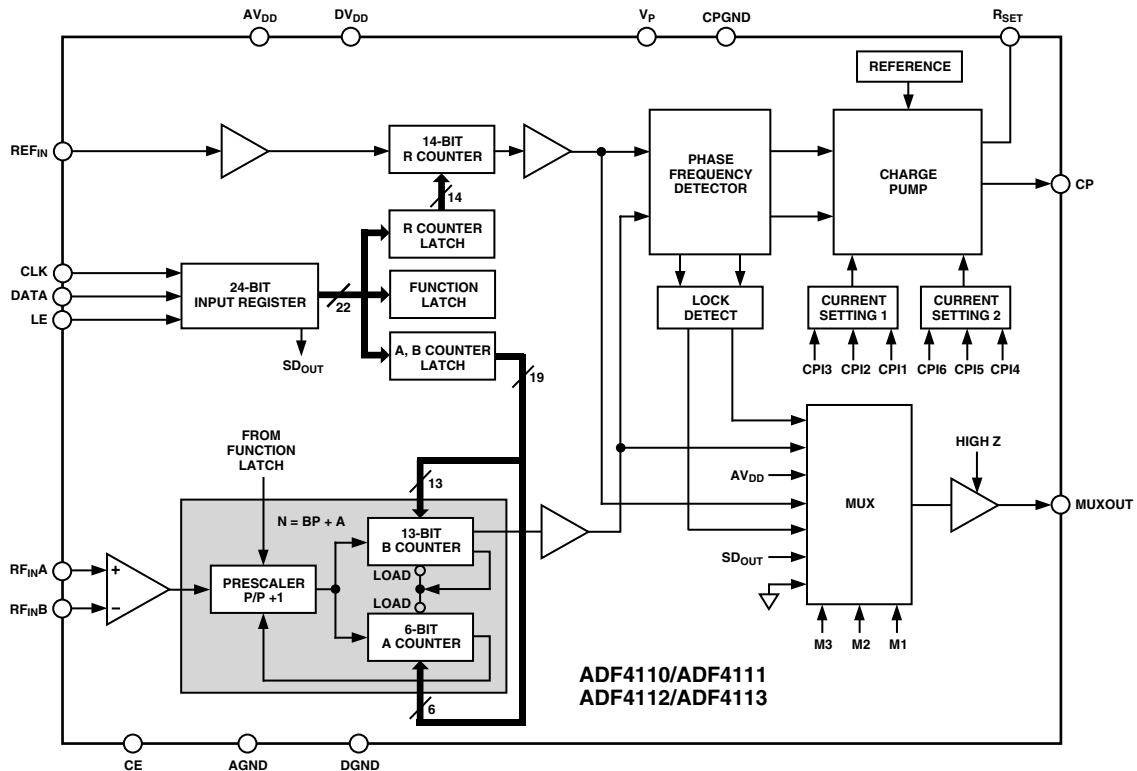 AVDD
DVDD
VP
CPGND
RSET
REFERENCE
REFIN
14-BIT
R COUNTER
PHASE
FREQUENCY
DETECTOR
CHARGE
PUMP
CP
14
R COUNTER
LATCH
CLK
DATA
LE
24-BIT
INPUT REGISTER
22
FUNCTION
LATCH
SDOUT
A, B COUNTER
LATCH
19
LOCK
DETECT
CURRENT
SETTING 1
CURRENT
SETTING 2
CPI3 CPI2 CPI1 CPI6 CPI5 CPI4
FROM
FUNCTION
LATCH
13
AVDD
MUX
HIGH Z
MUXOUT
SDOUT
M3 M2 M1
N = BP + A
13-BIT
B COUNTER
RFINA
RFINB
+
–
PRESCALER
P/P +1
LOAD
LOAD
6-BIT
A COUNTER
6
ADF4110/ADF4111
ADF4112/ADF4113
CE
AGND
DGND